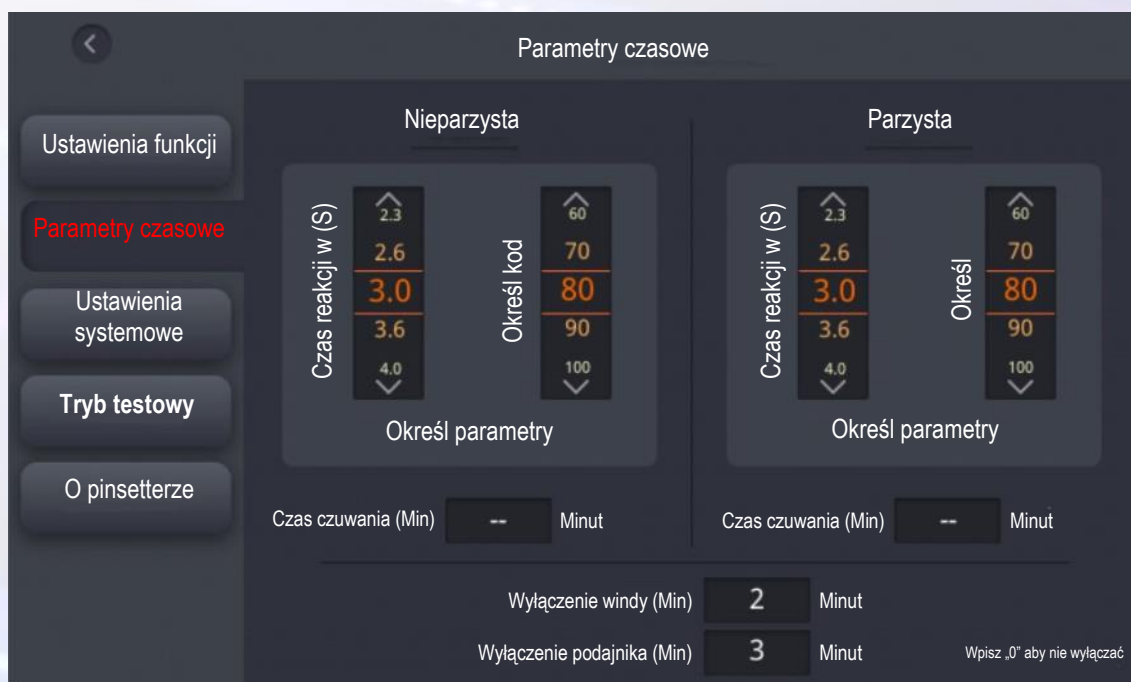 Parametry czasowe
Ustawienia funkcji
Parametry czasowe
Ustawienia
systemowe
Tryb testowy
O pinsetterze
Nieparzysta
Czas reakcji w (S)
2.3
2.6
3.0
3.6
4.0
Określ kod
60
70
80
90
100
Określ parametry
Czas czuwania (Min) -- Minut
Parzysta
Czas reakcji w (S)
2.3
2.6
3.0
3.6
4.0
Określ
60
70
80
90
100
Określ parametry
Czas czuwania (Min) -- Minut
Wyłączenie windy (Min) 2 Minut
Wyłączenie podajnika (Min) 3 Minut
Wpisz „0” aby nie wyłączać